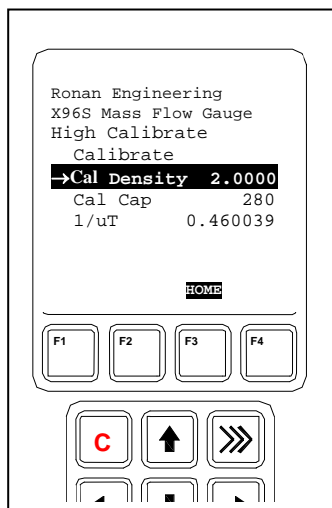 Ronan Engineering
X96S Mass Flow Gauge
High Calibrate
Calibrate
→Cal Density 2.0000
Cal Cap 280
1/uT 0.460039
HOME
F1 F2 F3 F4
C